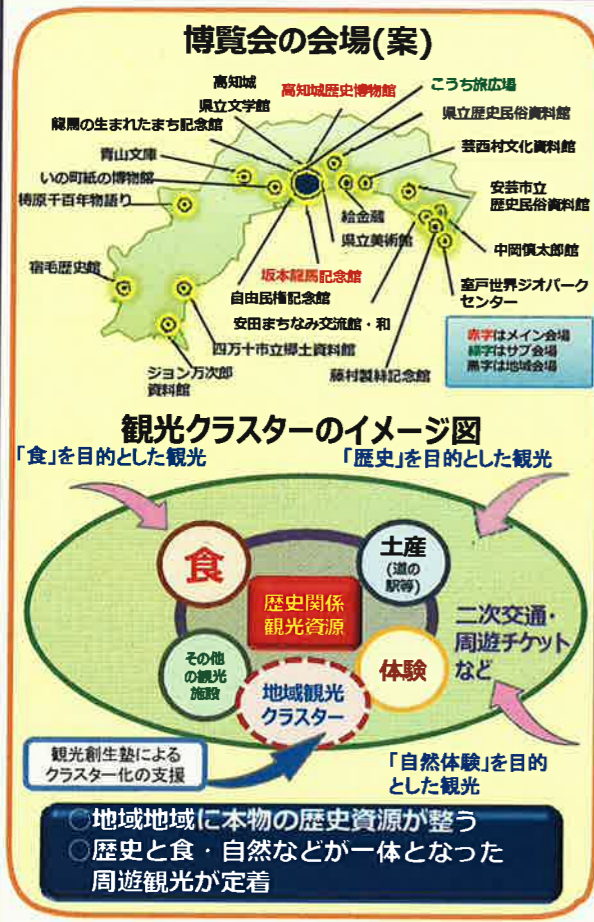 博覧会の会場(案)
高知城
県立文学館
高知城歴史博物館
こうち旅広場
龍馬の生まれたまち記念館
県立歴史民俗資料館
青山文庫
芸西村文化資料館
いの町紙の博物館
安芸市立
歴史民俗資料館
梼原千百年物語り
絵金蔵
県立美術館
中岡慎太郎館
宿毛歴史館
坂本龍馬記念館
室戸世界ジオパーク
センター
自由民権記念館
安田まちなみ交流館・和
四万十市立郷土資料館
藤村製絲記念館
ジョン万次郎
資料館
赤字はメイン会場
緑字はサブ会場
黒字は地域会場
観光クラスターのイメージ図
「食」を目的とした観光
「歴史」を目的とした観光
食
土産
(道の
駅等)
歴史関係
観光資源
二次交通・
周遊チケット
など
その他
の観光
施設
体験
地域観光
クラスター
観光創生塾による
クラスター化の支援
「自然体験」を目的
とした観光
○地域地域に本物の歴史資源が整う
○歴史と食・自然などが一体となった
周遊観光が定着